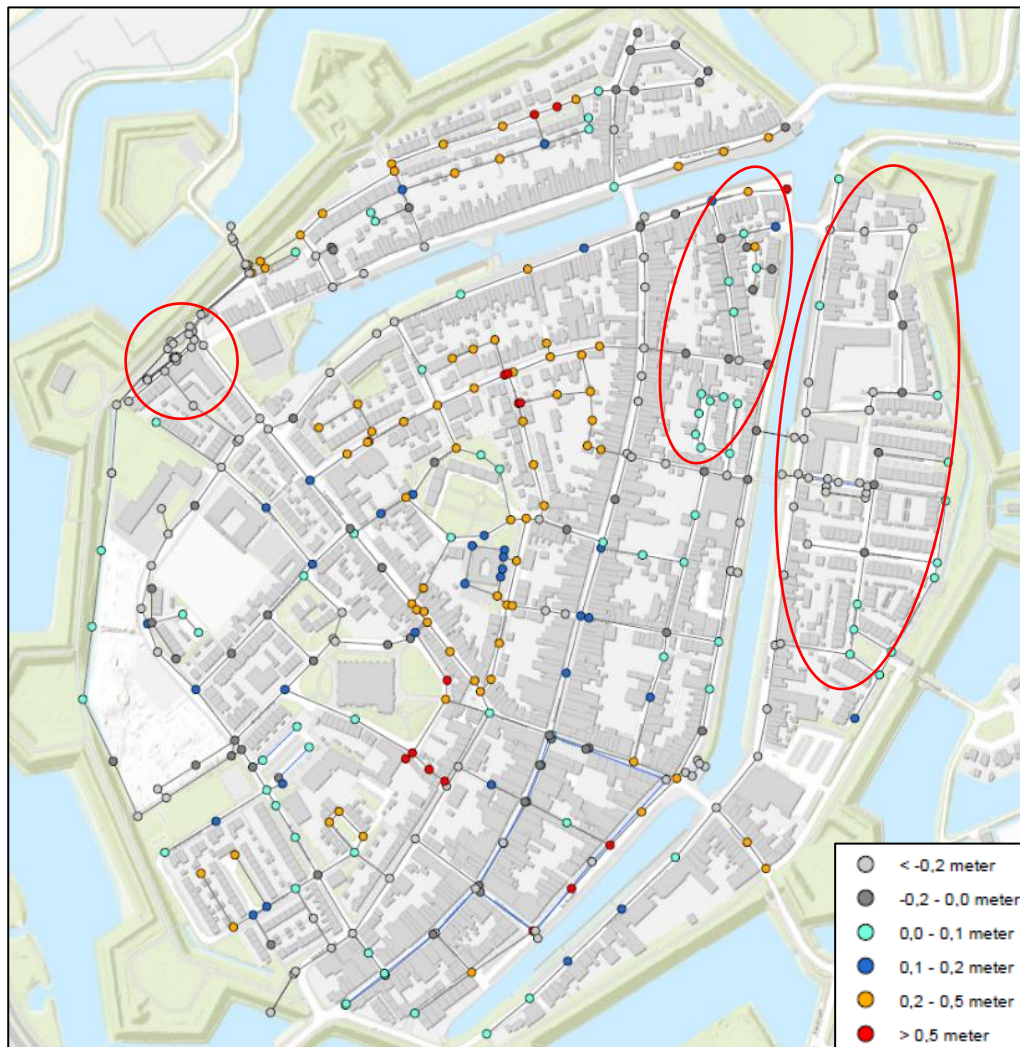 < -0,2 meter
-0,2 - 0,0 meter
0,0 - 0,1 meter
0,1 - 0,2 meter
0,2 - 0,5 meter
> 0,5 meter